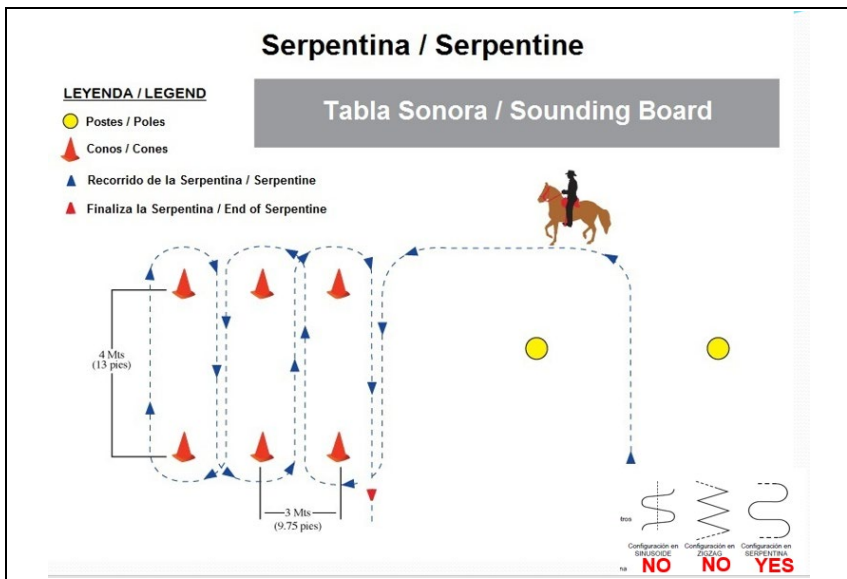 Serpentina / Serpentine
LEYENDA / LEGEND
Tabla Sonora / Sounding Board
Postes / Poles
Conos / Cones
Recorrido de la Serpentina / Serpentine
Finaliza la Serpentina / End of Serpentine
4 Mts
(13 pies)
3 Mts
(9.75 pies)
tros
Configuración en
SINUSOIDE
Configuración en
ZIGZAG
Configuración en
SERPENTINA
na
NO
NO
YES